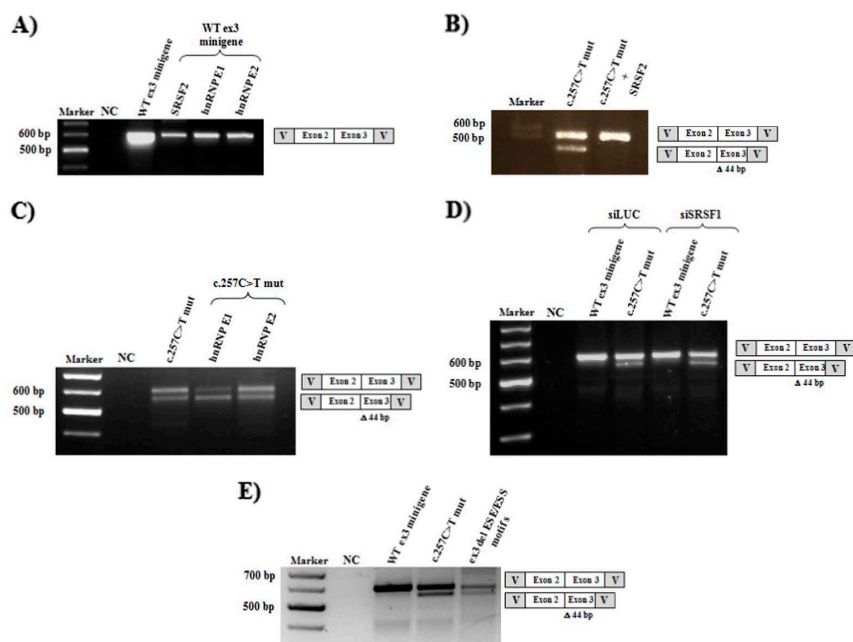 A)
WT ex3
minigene
WT ex3 minigene
SRSF2
hnRNP E1
hnRNP E2
Marker
NC
600 bp
500 bp
V Exon 2 Exon 3 V
B)
c.257C>T mut
c.257C>T mut
+
SRSF2
Marker
600 bp
500 bp
V Exon 2 Exon 3 V
V Exon 2 Exon 3 V
Δ 44 bp
C)
c.257C>T mut
c.257C>T mut
hnRNP E1
hnRNP E2
Marker
NC
600 bp
500 bp
V Exon 2 Exon 3 V
V Exon 2 Exon 3 V
Δ 44 bp
D)
siLUC
siSRSF1
WT ex3 minigene
c.257C>T mut
WT ex3 minigene
c.257C>T mut
Marker
NC
600 bp
500 bp
V Exon 2 Exon 3 V
V Exon 2 Exon 3 V
Δ 44 bp
E)
WT ex3 minigene
c.257C>T mut
ex3 del ESE/ESS
motifs
Marker
NC
700 bp
500 bp
V Exon 2 Exon 3 V
V Exon 2 Exon 3 V
Δ 44 bp